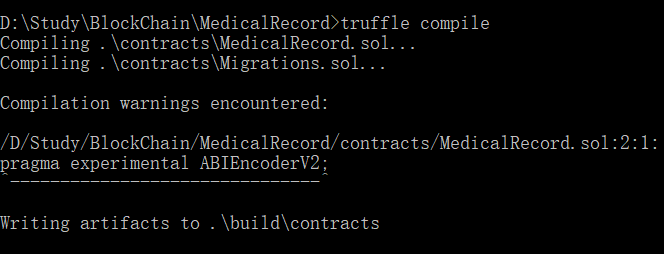 D:\Study\BlockChain\MedicalRecord>truffle compile
Compiling .\contracts\MedicalRecord.sol...
Compiling .\contracts\Migrations.sol...
Compilation warnings encountered:
/D/Study/BlockChain/MedicalRecord/contracts/MedicalRecord.sol:2:1:
pragma experimental ABIEncoderV2;
^-------------------------------^
Writing artifacts to .\build\contracts